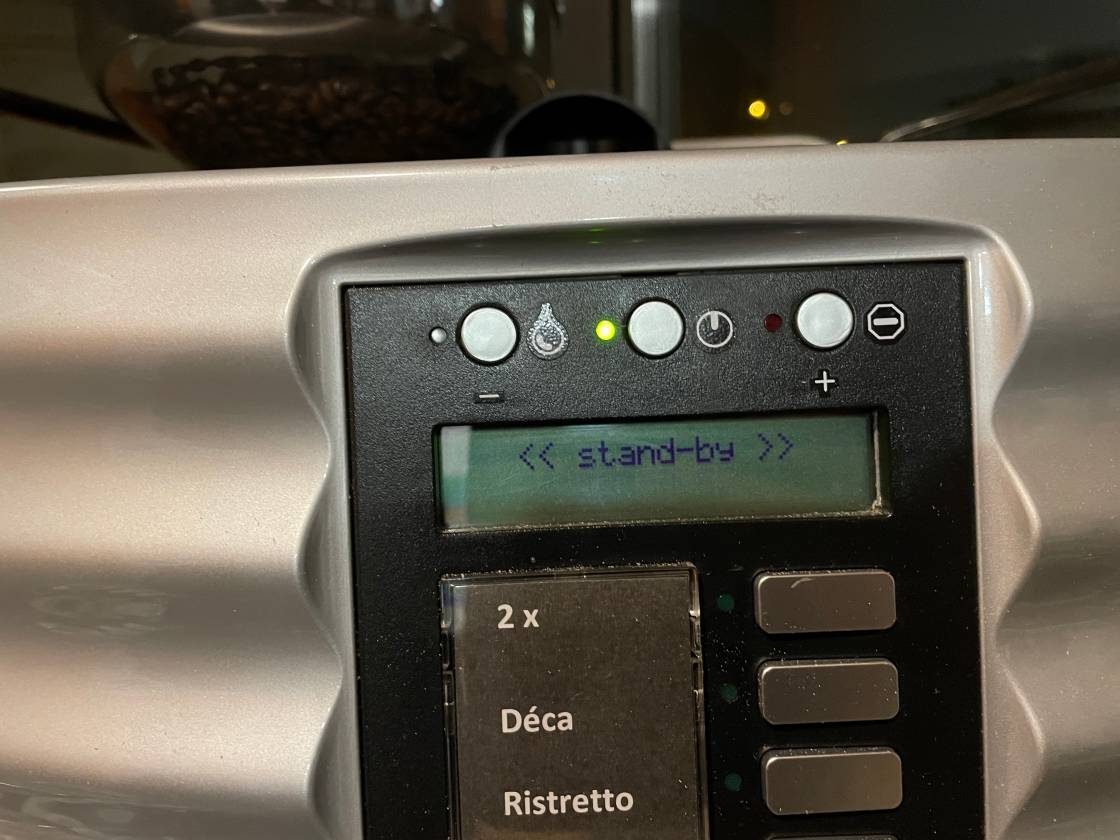 − +
<< stand-by >>
2 x
Déca
Ristretto